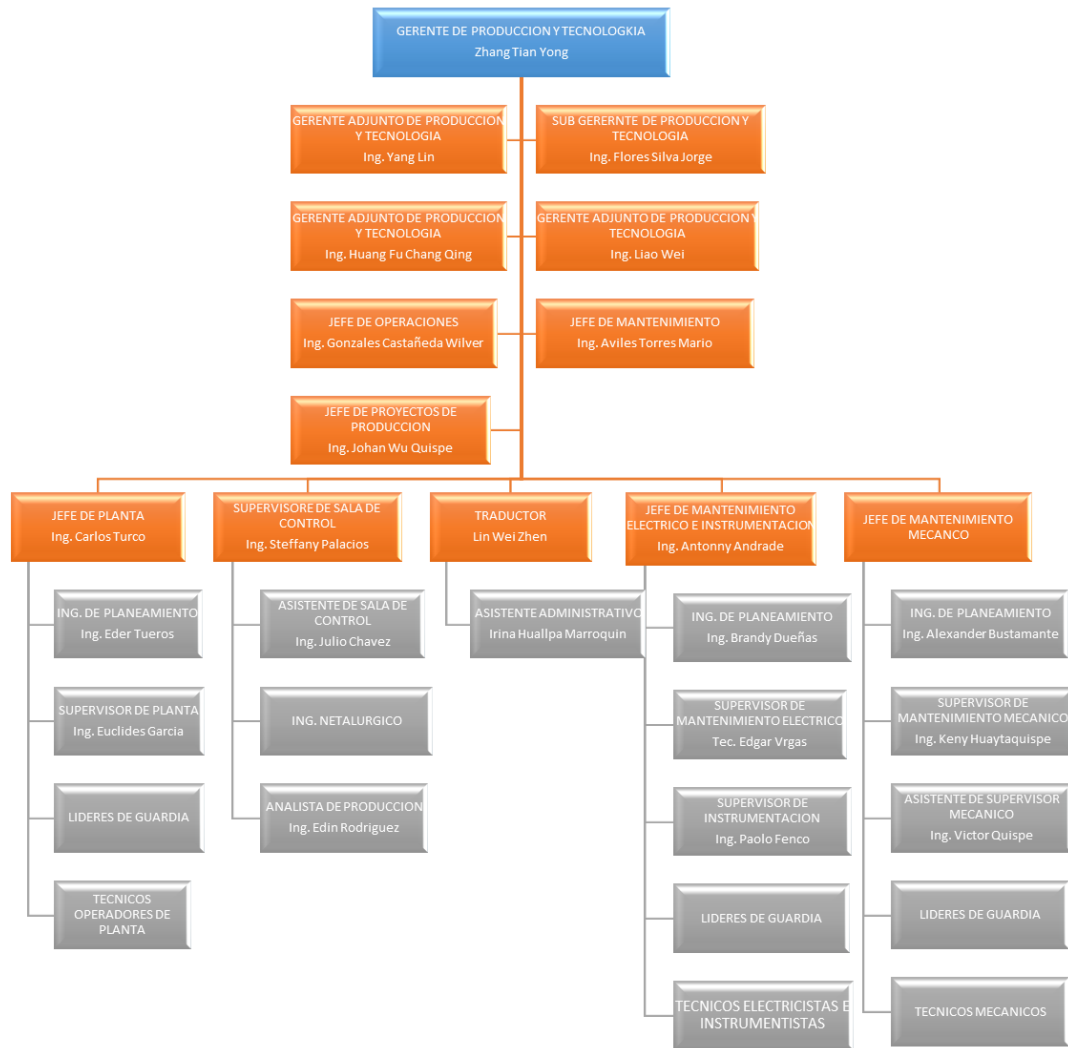 GERENTE DE PRODUCCION Y TECNOLOGKIA
Zhang Tian Yong
GERENTE ADJUNTO DE PRODUCCION
Y TECNOLOGIA
Ing. Yang Lin
SUB GERERNTE DE PRODUCCION Y
TECNOLOGIA
Ing. Flores Silva Jorge
GERENTE ADJUNTO DE PRODUCCION
Y TECNOLOGIA
Ing. Huang Fu Chang Qing
GERENTE ADJUNTO DE PRODUCCION Y
TECNOLOGIA
Ing. Liao Wei
JEFE DE OPERACIONES
Ing. Gonzales Castañeda Wilver
JEFE DE MANTENIMIENTO
Ing. Aviles Torres Mario
JEFE DE PROYECTOS DE
PRODUCCION
Ing. Johan Wu Quispe
JEFE DE PLANTA
Ing. Carlos Turco
SUPERVISORE DE SALA DE
CONTROL
Ing. Steffany Palacios
TRADUCTOR
Lin Wei Zhen
JEFE DE MANTENIMIENTO
ELECTRICO E INSTRUMENTACION
Ing. Antonny Andrade
JEFE DE MANTENIMIENTO
MECANCO
ING. DE PLANEAMIENTO
Ing. Eder Tueros
SUPERVISOR DE PLANTA
Ing. Euclides Garcia
LIDERES DE GUARDIA
TECNICOS
OPERADORES DE
PLANTA
ASISTENTE DE SALA DE
CONTROL
Ing. Julio Chavez
ING. NETALURGICO
ANALISTA DE PRODUCCION
Ing. Edin Rodriguez
ASISTENTE ADMINISTRATIVO
Irina Huallpa Marroquin
ING. DE PLANEAMIENTO
Ing. Brandy Dueñas
SUPERVISOR DE
MANTENIMIENTO ELECTRICO
Tec. Edgar Vrgas
SUPERVISOR DE
INSTRUMENTACION
Ing. Paolo Fenco
LIDERES DE GUARDIA
TECNICOS ELECTRICISTAS E
INSTRUMENTISTAS
ING. DE PLANEAMIENTO
Ing. Alexander Bustamante
SUPERVISOR DE
MANTENIMIENTO MECANICO
Ing. Keny Huaytaquispe
ASISTENTE DE SUPERVISOR
MECANICO
Ing. Victor Quispe
LIDERES DE GUARDIA
TECNICOS MECANICOS